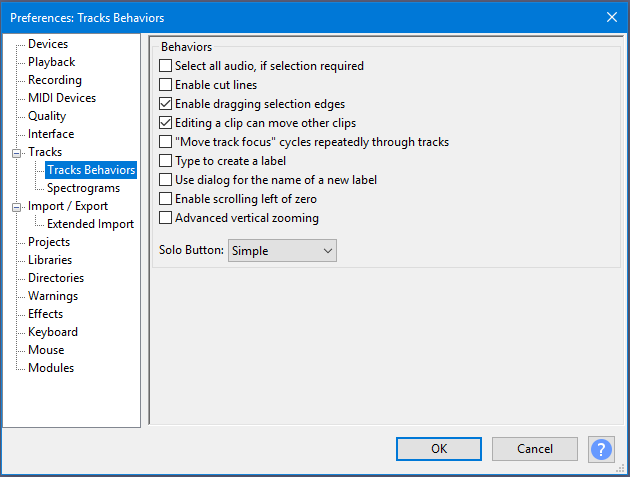 Preferences: Tracks Behaviors
Devices
Playback
Recording
MIDI Devices
Quality
Interface
Tracks
Tracks Behaviors
Spectrograms
Import / Export
Extended Import
Projects
Libraries
Directories
Warnings
Effects
Keyboard
Mouse
Modules
Behaviors
Select all audio, if selection required
Enable cut lines
Enable dragging selection edges
Editing a clip can move other clips
"Move track focus" cycles repeatedly through tracks
Type to create a label
Use dialog for the name of a new label
Enable scrolling left of zero
Advanced vertical zooming
Solo Button: Simple
OK Cancel ?